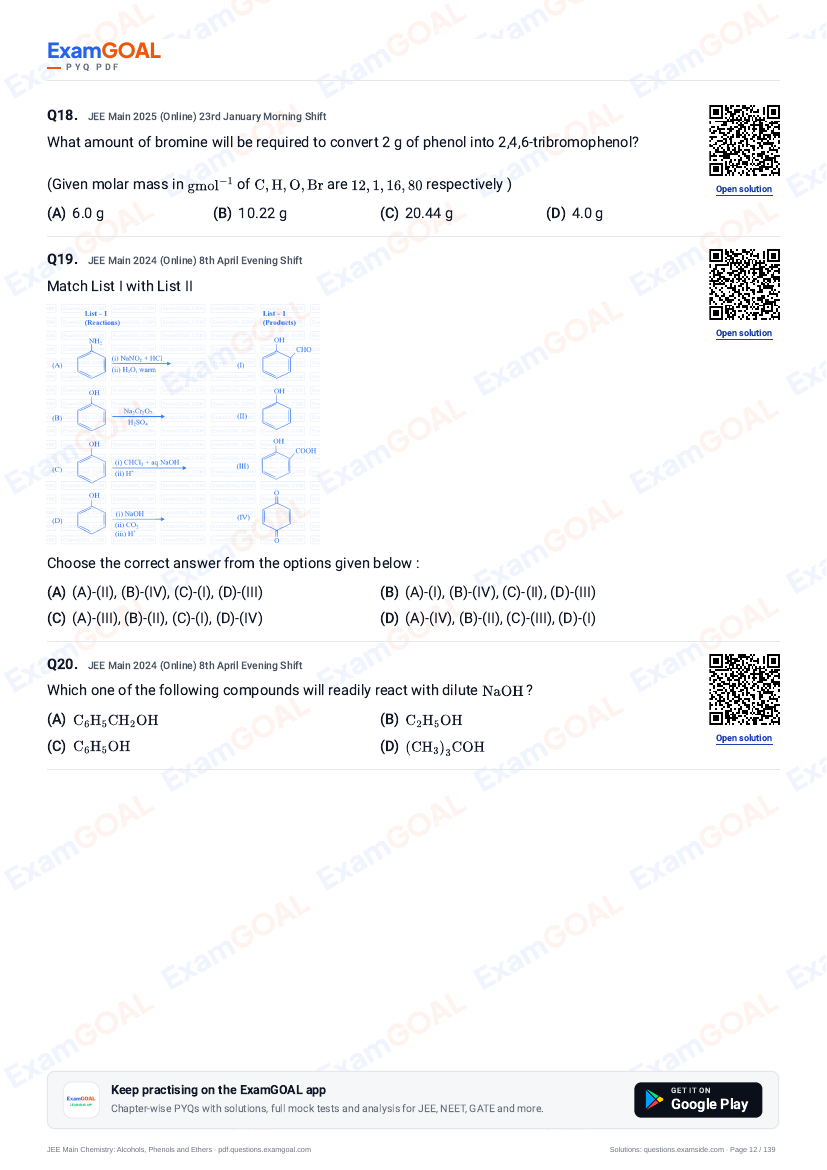 ExamGOAL
PYQ PDF
Q18. JEE Main 2025 (Online) 23rd January Morning Shift
What amount of bromine will be required to convert 2 g of phenol into 2,4,6-tribromophenol?
Open solution
(Given molar mass in gmol⁻¹ of C, H, O, Br are 12, 1, 16, 80 respectively )
(A) 6.0 g (B) 10.22 g (C) 20.44 g (D) 4.0 g
Q19. JEE Main 2024 (Online) 8th April Evening Shift
Match List I with List II
Open solution
List – I List – I
(Reactions) (Products)
NH₂ OH
CHO
(A) (i) NaNO₂ + HCl (I)
(ii) H₂O, warm
OH OH
(B) Na₂Cr₂O₇ (II)
H₂SO₄
OH OH
COOH
(C) (i) CHCl₃ + aq NaOH (III)
(ii) H⁺
OH O
(D) (i) NaOH (IV)
(ii) CO₂
(iii) H⁺ O
Choose the correct answer from the options given below :
(A) (A)-(II), (B)-(IV), (C)-(I), (D)-(III) (B) (A)-(I), (B)-(IV), (C)-(II), (D)-(III)
(C) (A)-(III), (B)-(II), (C)-(I), (D)-(IV) (D) (A)-(IV), (B)-(II), (C)-(III), (D)-(I)
Q20. JEE Main 2024 (Online) 8th April Evening Shift
Which one of the following compounds will readily react with dilute NaOH ?
(A) C₆H₅CH₂OH (B) C₂H₅OH
Open solution
(C) C₆H₅OH (D) (CH₃)₃COH
ExamGOAL
Keep practising on the ExamGOAL app
Chapter-wise PYQs with solutions, full mock tests and analysis for JEE, NEET, GATE and more.
GET IT ON
Google Play
JEE Main Chemistry: Alcohols, Phenols and Ethers · pdf.questions.examgoal.com Solutions: questions.examside.com · Page 12 / 139